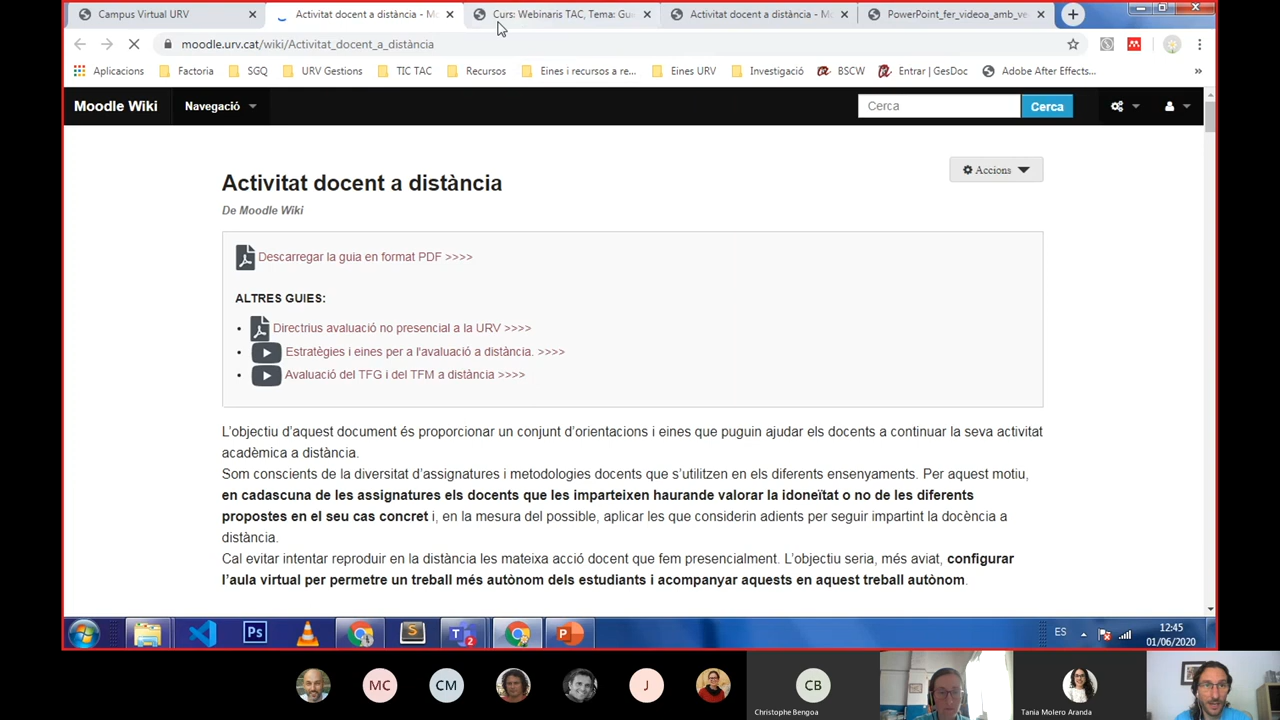 Campus Virtual URV
Activitat docent a distància - Mo
Curs: Webinaris TAC, Tema: Gue
Activitat docent a distància - Mo
PowerPoint_fer_videoa_amb_ve
moodle.urv.cat/wiki/Activitat_docent_a_distància
Aplicacions
Factoria
SGQ
URV Gestions
TIC TAC
Recursos
Eines i recursos a re...
Eines URV
Investigació
BSCW
Entrar | GesDoc
Adobe After Effects...
»
Moodle Wiki
Navegació
Cerca
Cerca
Activitat docent a distància
Accions
De Moodle Wiki
Descarregar la guia en format PDF >>>>
ALTRES GUIES:
Directrius avaluació no presencial a la URV >>>>
Estratègies i eines per a l'avaluació a distància. >>>>
Avaluació del TFG i del TFM a distància >>>>
L'objectiu d'aquest document és proporcionar un conjunt d'orientacions i eines que puguin ajudar els docents a continuar la seva activitat
acadèmica a distància.
Som conscients de la diversitat d'assignatures i metodologies docents que s'utilitzen en els diferents ensenyaments. Per aquest motiu,
en cadascuna de les assignatures els docents que les imparteixen haurande valorar la idoneïtat o no de les diferents
propostes en el seu cas concret i, en la mesura del possible, aplicar les que considerin adients per seguir impartint la docència a
distància.
Cal evitar intentar reproduir en la distància les mateixa acció docent que fem presencialment. L'objectiu seria, més aviat, configurar
l'aula virtual per permetre un treball més autònom dels estudiants i acompanyar aquests en aquest treball autònom.
Ps
S
T
2
P
ES
12:45
01/06/2020
MC
CM
J
CB
Christophe Bengoa
Tania Molero Aranda